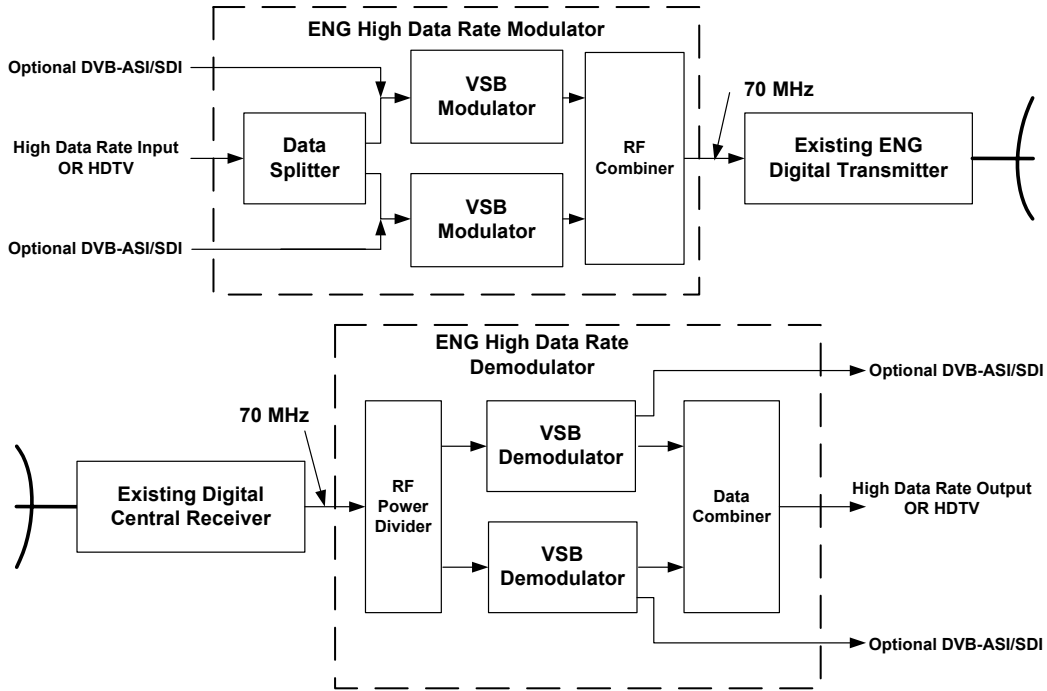 ENG High Data Rate Modulator
Optional DVB-ASI/SDI
VSB
Modulator
70 MHz
High Data Rate Input
OR HDTV
Data
Splitter
RF
Combiner
Existing ENG
Digital Transmitter
VSB
Modulator
Optional DVB-ASI/SDI
ENG High Data Rate
Demodulator
Optional DVB-ASI/SDI
70 MHz
VSB
Demodulator
Existing Digital
Central Receiver
RF
Power
Divider
Data
Combiner
High Data Rate Output
OR HDTV
VSB
Demodulator
Optional DVB-ASI/SDI